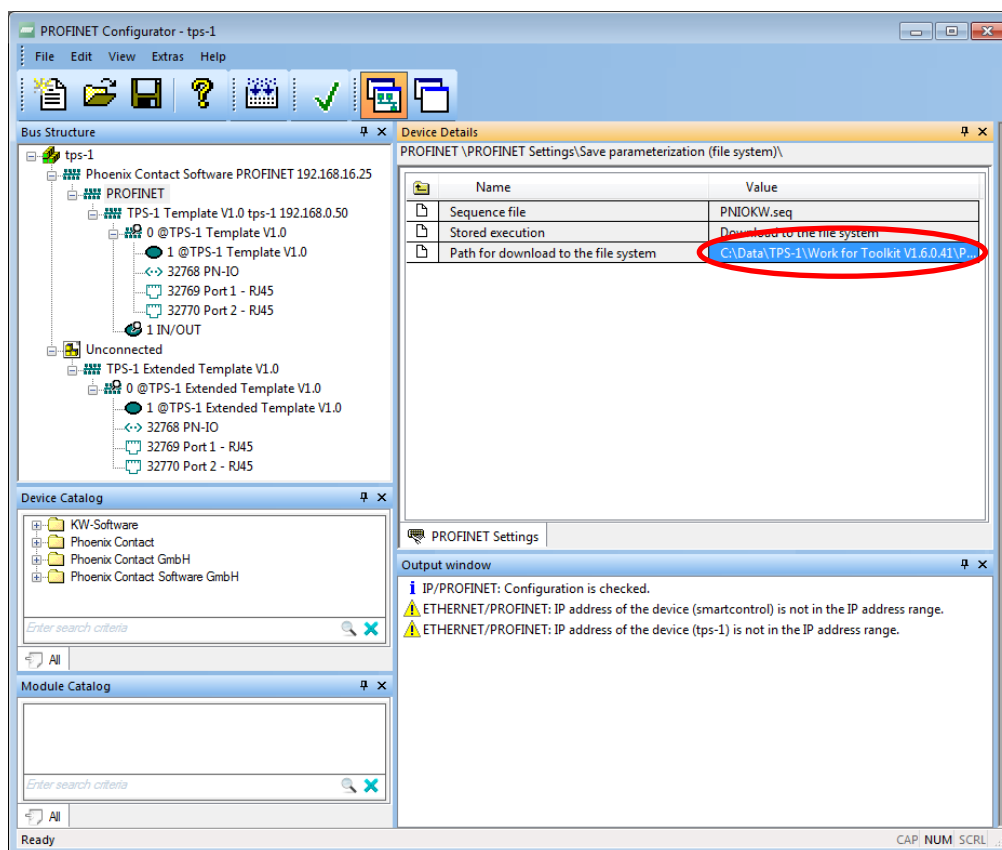 PROFINET Configurator - tps-1
File Edit View Extras Help
Bus Structure
tps-1
Phoenix Contact Software PROFINET 192.168.16.25
PROFINET
TPS-1 Template V1.0 tps-1 192.168.0.50
0 @TPS-1 Template V1.0
1 @TPS-1 Template V1.0
32768 PN-IO
32769 Port 1 - RJ45
32770 Port 2 - RJ45
1 IN/OUT
Unconnected
TPS-1 Extended Template V1.0
0 @TPS-1 Extended Template V1.0
1 @TPS-1 Extended Template V1.0
32768 PN-IO
32769 Port 1 - RJ45
32770 Port 2 - RJ45
Device Catalog
KW-Software
Phoenix Contact
Phoenix Contact GmbH
Phoenix Contact Software GmbH
Enter search criteria
All
Module Catalog
Enter search criteria
All
Device Details
PROFINET \PROFINET Settings\Save parameterization (file system)\
Name Value
Sequence file PNIOKW.seq
Stored execution Download to the file system
Path for download to the file system C:\Data\TPS-1\Work for Toolkit V1.6.0.41\P...
PROFINET Settings
Output window
IP/PROFINET: Configuration is checked.
ETHERNET/PROFINET: IP address of the device (smartcontrol) is not in the IP address range.
ETHERNET/PROFINET: IP address of the device (tps-1) is not in the IP address range.
Ready CAP NUM SCRL